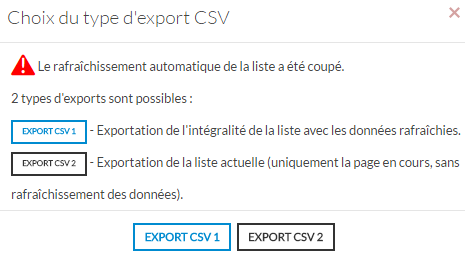 Choix du type d'export CSV ×
Le rafraîchissement automatique de la liste a été coupé.
2 types d'exports sont possibles :
EXPORT CSV 1 - Exportation de l'intégralité de la liste avec les données rafraîchies.
EXPORT CSV 2 - Exportation de la liste actuelle (uniquement la page en cours, sans
rafraîchissement des données).
EXPORT CSV 1 EXPORT CSV 2